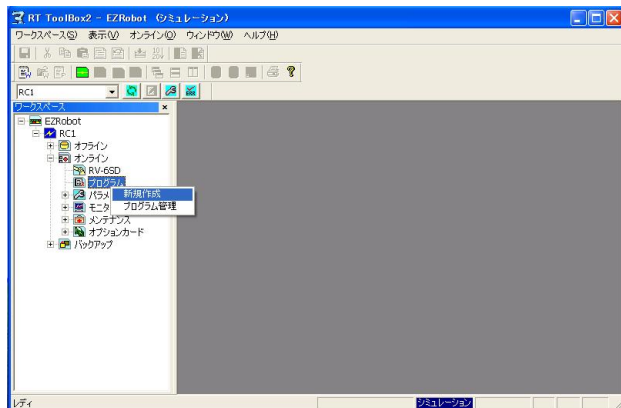 RT ToolBox2 - EZRobot (シミュレーション)
ワークスペース(S) 表示(V) オンライン(O) ウィンドウ(W) ヘルプ(H)
RC1
ワークスペース
EZRobot
RC1
オフライン
オンライン
RV-6SD
プログラム
新規作成
パラメ
プログラム管理
モニタ
メンテナンス
オプションカード
バックアップ
レディ
シミュレーション